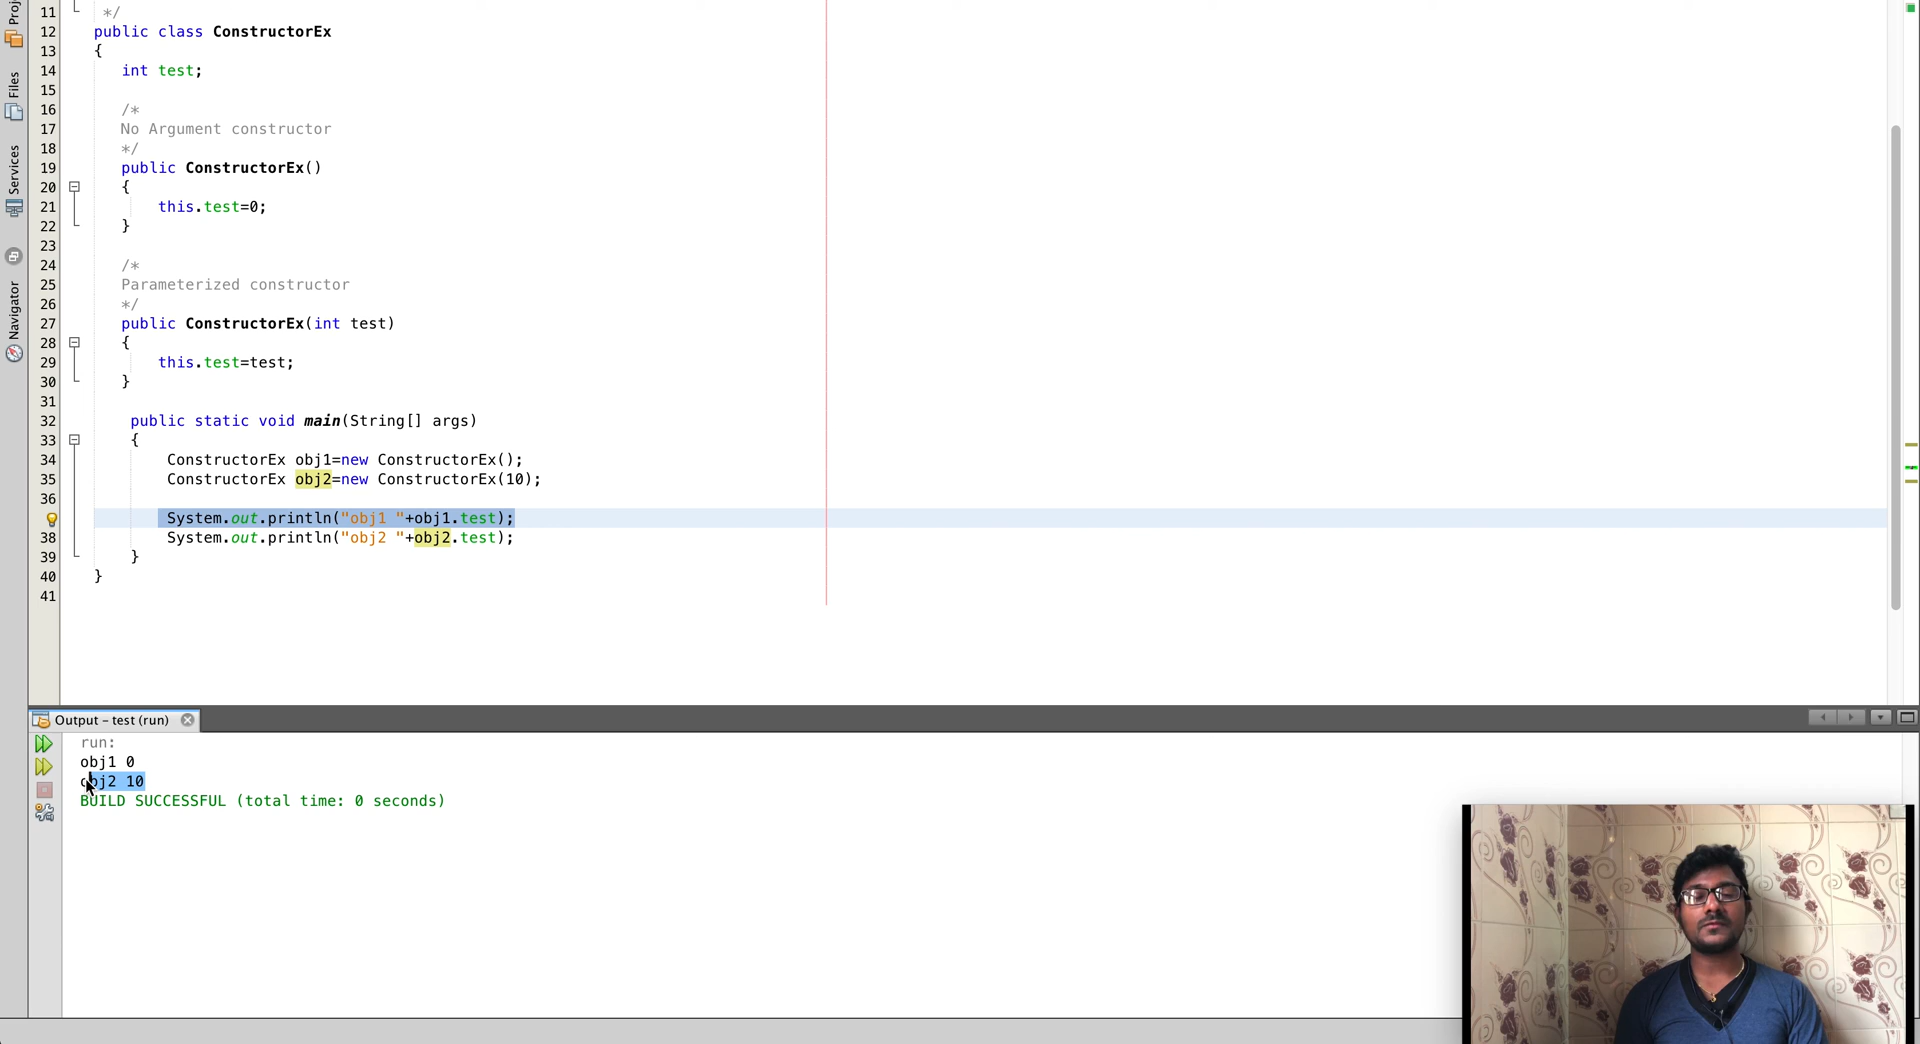 Proj
Files
Services
Navigator
11 */
12 public class ConstructorEx
13 {
14 int test;
15
16 /*
17 No Argument constructor
18 */
19 public ConstructorEx()
20 {
21 this.test=0;
22 }
23
24 /*
25 Parameterized constructor
26 */
27 public ConstructorEx(int test)
28 {
29 this.test=test;
30 }
31
32 public static void main(String[] args)
33 {
34 ConstructorEx obj1=new ConstructorEx();
35 ConstructorEx obj2=new ConstructorEx(10);
36
System.out.println("obj1 "+obj1.test);
38 System.out.println("obj2 "+obj2.test);
39 }
40 }
41
Output – test (run)
run:
obj1 0
obj2 10
BUILD SUCCESSFUL (total time: 0 seconds)